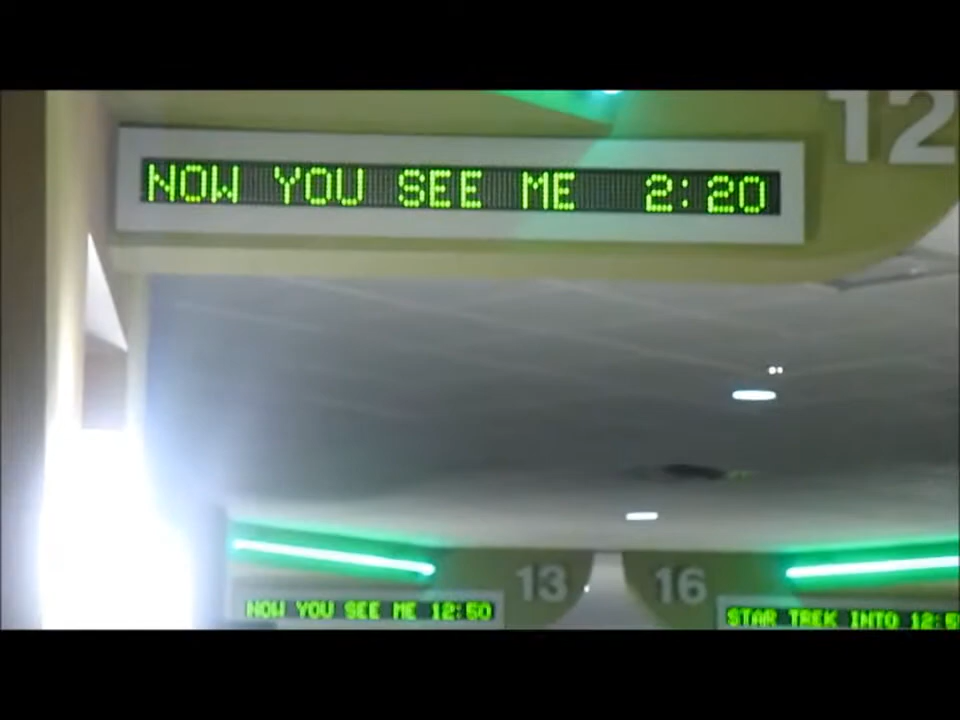 12
NOW YOU SEE ME 2:20
13
16
NOW YOU SEE ME 12:50
STAR TREK INTO